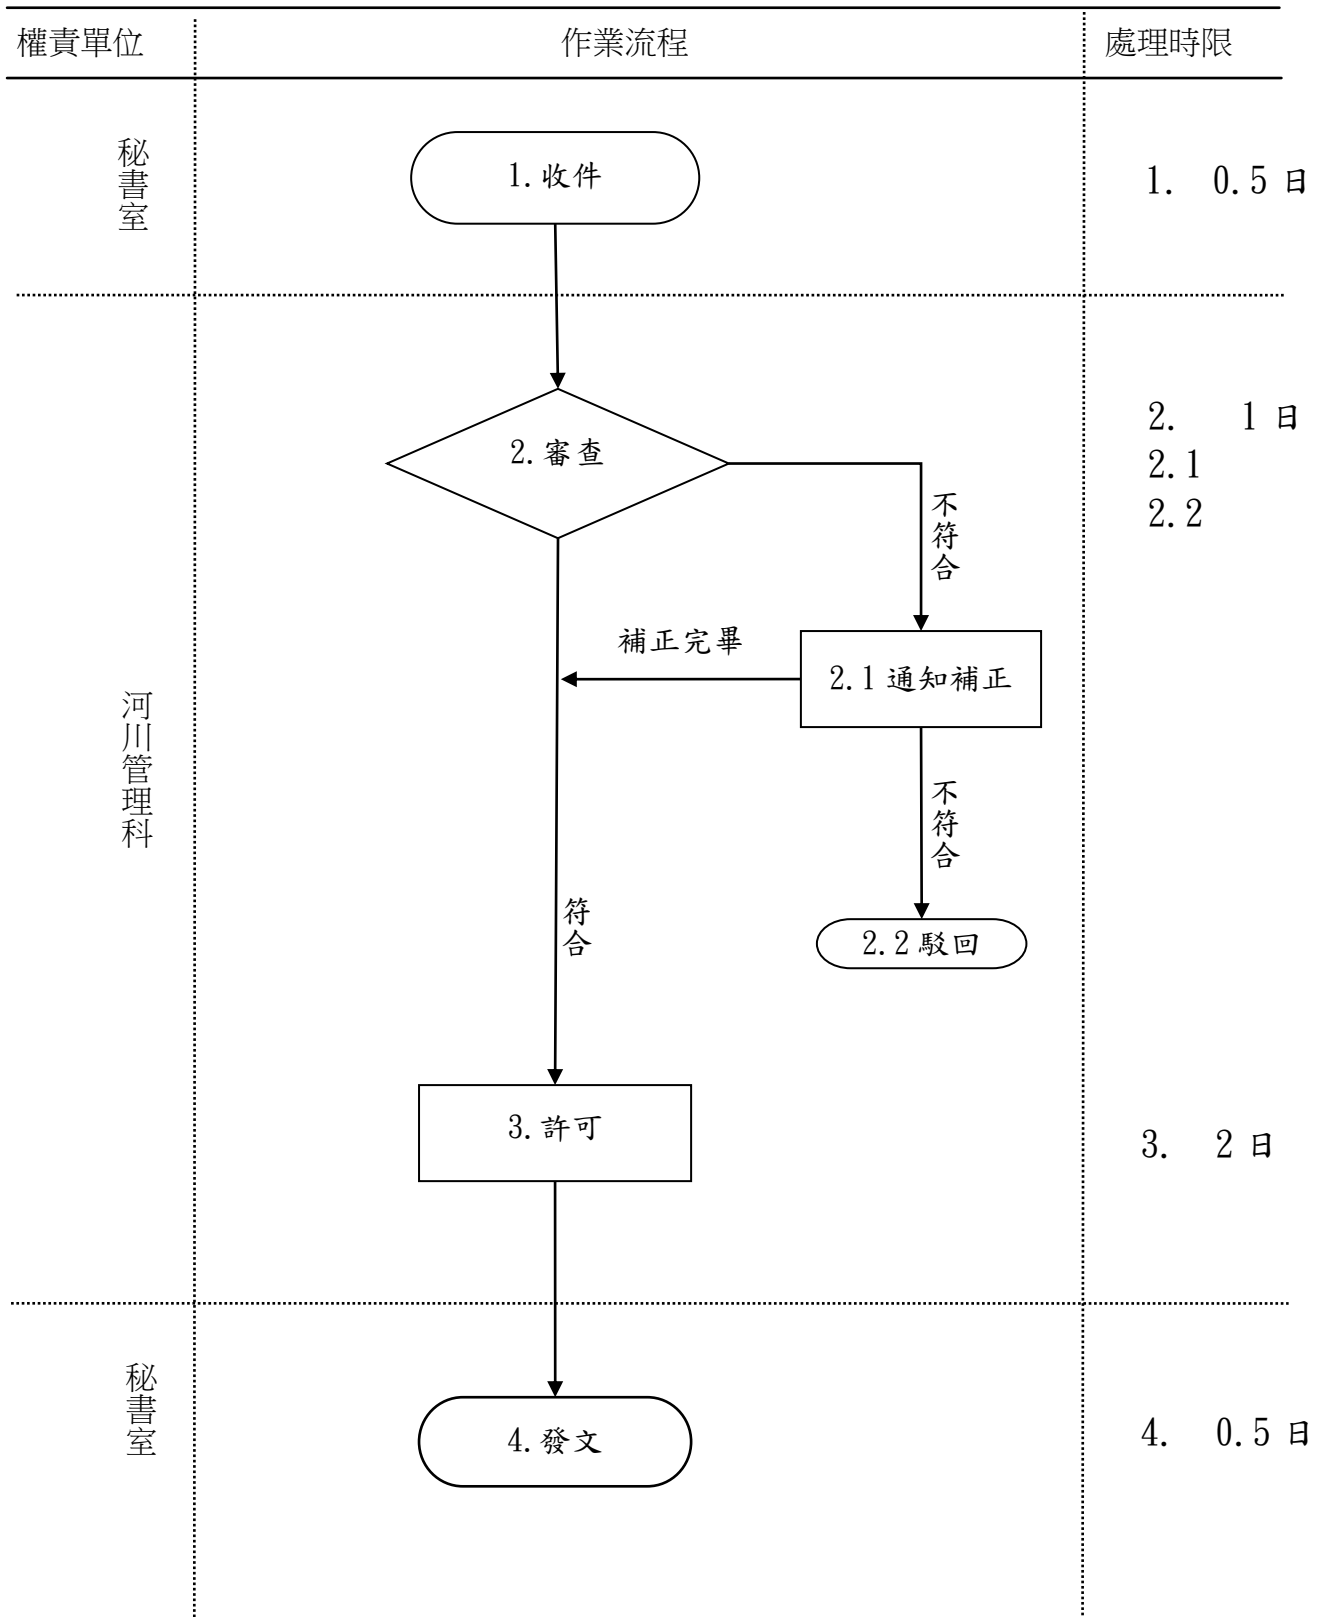 權責單位
作業流程
處理時限
秘書室
1.收件
1. 0.5日
2.審查
2. 1日
2.1
2.2
不符合
補正完畢
2.1通知補正
河川管理科
不符合
符合
2.2駁回
3.許可
3. 2日
秘書室
4.發文
4. 0.5日